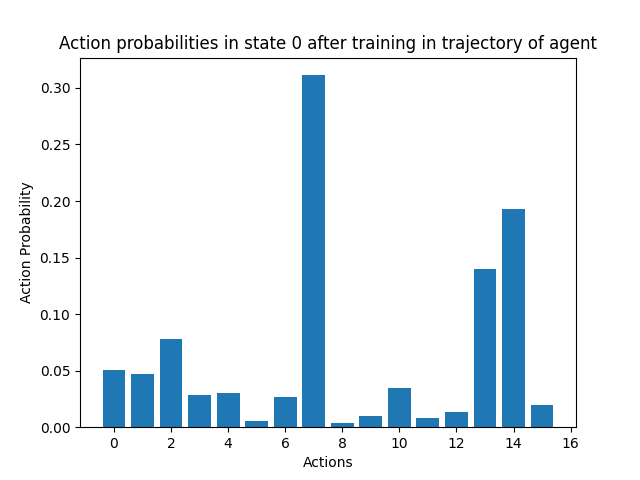 Action probabilities in state 0 after training in trajectory of agent
0.30
0.25
0.20
0.15
0.10
0.05
0.00
Action Probability
0 2 4 6 8 10 12 14 16
Actions